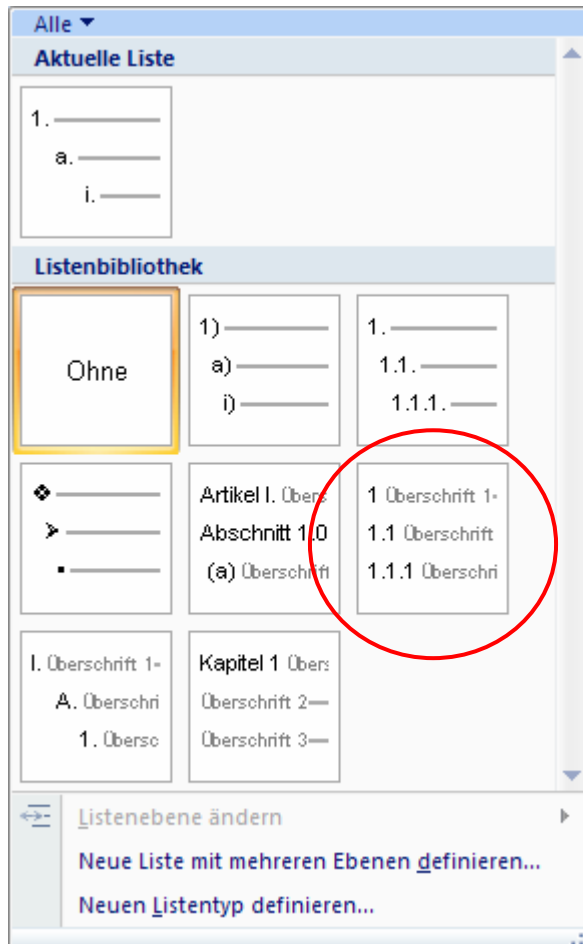 Alle
Aktuelle Liste
1.
a.
i.
Listenbibliothek
Ohne
1)
a)
i)
1.
1.1.
1.1.1.
Artikel I. Übers
Abschnitt 1.0
(a) Überschrift
1 Überschrift 1
1.1 Überschrift
1.1.1 Überschri
I. Überschrift 1
A. Überschri
1. Übersc
Kapitel 1 Übers
Überschrift 2
Überschrift 3
Listenebene ändern
Neue Liste mit mehreren Ebenen definieren...
Neuen Listentyp definieren...